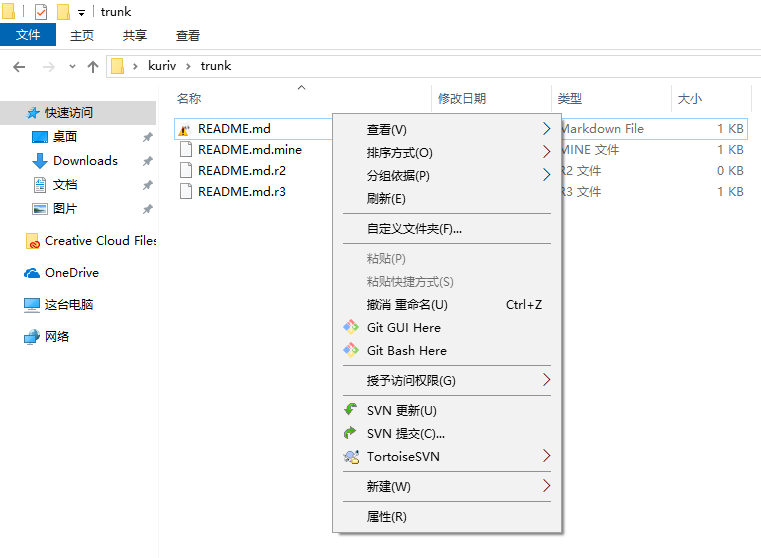 trunk
文件 主页 共享 查看
kuriv trunk
名称 修改日期 类型 大小
快速访问
桌面
Downloads
文档
图片
Creative Cloud Files
OneDrive
这台电脑
网络
README.md Markdown File 1 KB
README.md.mine MINE 文件 1 KB
README.md.r2 R2 文件 0 KB
README.md.r3 R3 文件 1 KB
查看(V)
排序方式(O)
分组依据(P)
刷新(E)
自定义文件夹(F)...
粘贴(P)
粘贴快捷方式(S)
撤消 重命名(U) Ctrl+Z
Git GUI Here
Git Bash Here
授予访问权限(G)
SVN 更新(U)
SVN 提交(C)...
TortoiseSVN
新建(W)
属性(R)